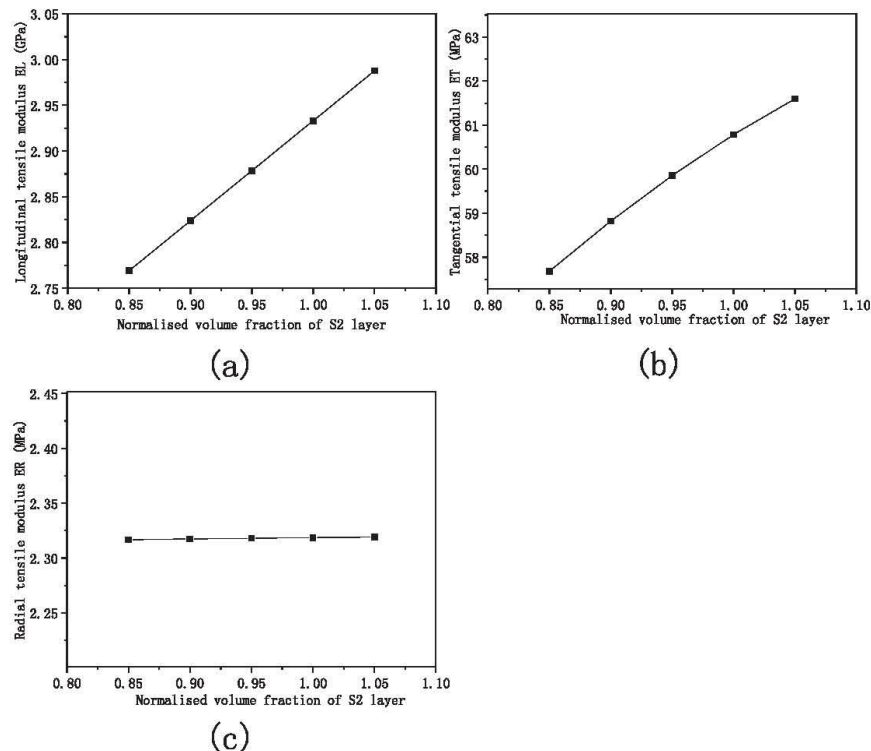 3.05
3.00
2.95
2.90
2.85
2.80
2.75
Longitudinal tensile modulus EL (GPa)
0.80 0.85 0.90 0.95 1.00 1.05 1.10
Normalised volume fraction of S2 layer
(a)
63
62
61
60
59
58
Tangential tensile modulus ET (MPa)
0.80 0.85 0.90 0.95 1.00 1.05 1.10
Normalised volume fraction of S2 layer
(b)
2.45
2.40
2.35
2.30
2.25
Radial tensile modulus ER (MPa)
0.80 0.85 0.90 0.95 1.00 1.05 1.10
Normalised volume fraction of S2 layer
(c)